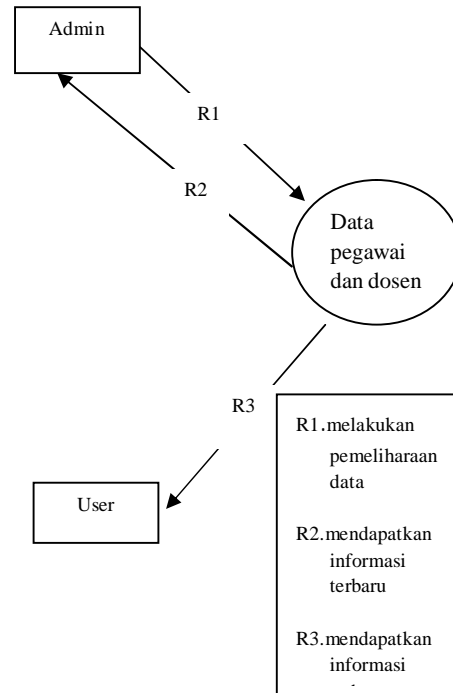 Admin
R1
R2
Data
pegawai
dan dosen
R3
R1.melakukan
pemeliharaan
data
User
R2.mendapatkan
informasi
terbaru
R3.mendapatkan
informasi